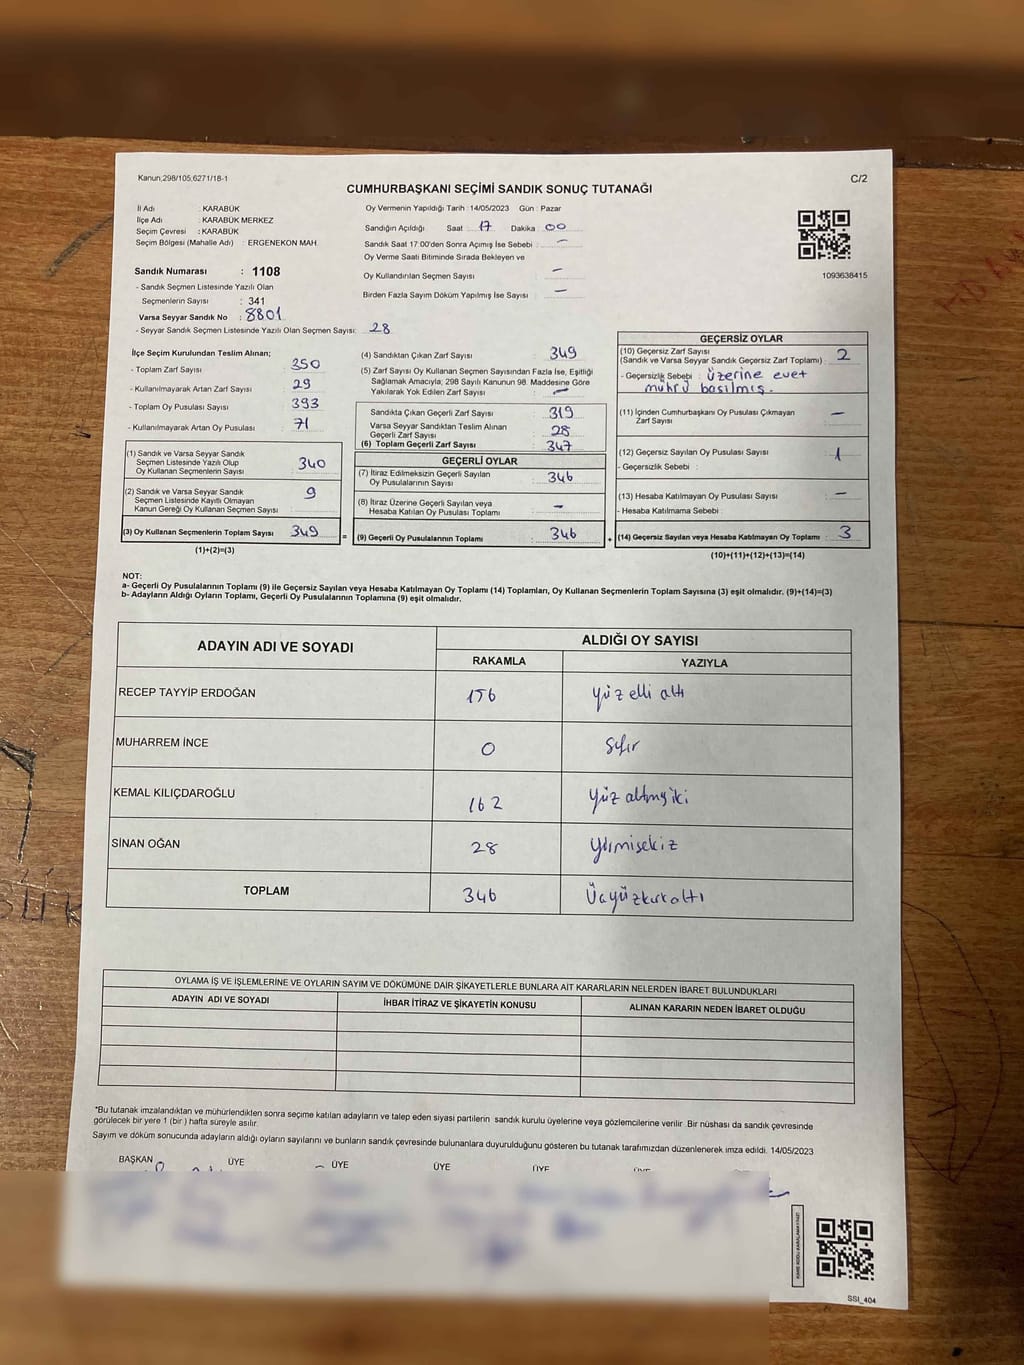 Kanun,298/105,6271/18-1
C/2
CUMHURBAŞKANI SEÇİMİ SANDIK SONUÇ TUTANAĞI
İl Adı : KARABÜK
İlçe Adı : KARABÜK MERKEZ
Seçim Çevresi : KARABÜK
Seçim Bölgesi (Mahalle Adı) : ERGENEKON MAH.
Oy Vermenin Yapıldığı Tarih :14/05/2023 Gün : Pazar
Sandığın Açıldığı Saat : 17 Dakika : 00
Sandık Saat 17:00'den Sonra Açımış İse Sebebi : -
Oy Verme Saati Bitiminde Sırada Bekleyen ve
Oy Kullandırılan Seçmen Sayısı : -
Birden Fazla Sayım Döküm Yapılmış İse Sayısı : -
1093638415
Sandık Numarası : 1108
- Sandık Seçmen Listesinde Yazılı Olan
Seçmenlerin Sayısı : 341
Varsa Seyyar Sandık No : 8801
- Seyyar Sandık Seçmen Listesinde Yazılı Olan Seçmen Sayısı: 28
İlçe Seçim Kurulundan Teslim Alınan;
- Toplam Zarf Sayısı : 350
- Kullanılmayarak Artan Zarf Sayısı : 29
- Toplam Oy Pusulası Sayısı : 393
- Kullanılmayarak Artan Oy Pusulası : 71
(1) Sandık ve Varsa Seyyar Sandık
Seçmen Listesinde Yazılı Olup
Oy Kullanan Seçmenlerin Sayısı : 340
(2) Sandık ve Varsa Seyyar Sandık
Seçmen Listesinde Kayıtlı Olmayan
Kanun Gereği Oy Kullanan Seçmen Sayısı : 9
(3) Oy Kullanan Seçmenlerin Toplam Sayısı : 349
(1)+(2)=(3)
=
(4) Sandıktan Çıkan Zarf Sayısı : 349
(5) Zarf Sayısı Oy Kullanan Seçmen Sayısından Fazla İse, Eşitliği
Sağlamak Amacıyla; 298 Sayılı Kanunun 98. Maddesine Göre
Yakılarak Yok Edilen Zarf Sayısı : -
Sandıkta Çıkan Geçerli Zarf Sayısı : 319
Varsa Seyyar Sandıktan Teslim Alınan
Geçerli Zarf Sayısı : 28
(6) Toplam Geçerli Zarf Sayısı : 347
GEÇERLİ OYLAR
(7) İtiraz Edilmeksizin Geçerli Sayılan
Oy Pusulalarının Sayısı : 346
(8) İtiraz Üzerine Geçerli Sayılan veya
Hesaba Katılan Oy Pusulası Toplamı : -
(9) Geçerli Oy Pusulalarının Toplamı : 346
+
GEÇERSİZ OYLAR
(10) Geçersiz Zarf Sayısı
(Sandık ve Varsa Seyyar Sandık Geçersiz Zarf Toplamı) : 2
- Geçersizlik Sebebi : üzerine evet
mührü basılmış.
(11) İçinden Cumhurbaşkanı Oy Pusulası Çıkmayan
Zarf Sayısı : -
(12) Geçersiz Sayılan Oy Pusulası Sayısı : 1
- Geçersizlik Sebebi :
(13) Hesaba Katılmayan Oy Pusulası Sayısı : -
- Hesaba Katılmama Sebebi :
(14) Geçersiz Sayılan veya Hesaba Katılmayan Oy Toplamı : 3
(10)+(11)+(12)+(13)=(14)
NOT:
a- Geçerli Oy Pusulalarının Toplamı (9) ile Geçersiz Sayılan veya Hesaba Katılmayan Oy Toplamı (14) Toplamları, Oy Kullanan Seçmenlerin Toplam Sayısına (3) eşit olmalıdır. (9)+(14)=(3)
b- Adayların Aldığı Oyların Toplamı, Geçerli Oy Pusulalarının Toplamına (9) eşit olmalıdır.
ADAYIN ADI VE SOYADI
ALDIĞI OY SAYISI
RAKAMLA YAZIYLA
RECEP TAYYİP ERDOĞAN 156 yüz elli altı
MUHARREM İNCE 0 sıfır
KEMAL KILIÇDAROĞLU 162 yüz altmış iki
SİNAN OĞAN 28 yirmisekiz
TOPLAM 346 Üçyüzkırkaltı
OYLAMA İŞ VE İŞLEMLERİNE VE OYLARIN SAYIM VE DÖKÜMÜNE DAİR ŞİKAYETLERLE BUNLARA AİT KARARLARIN NELERDEN İBARET BULUNDUKLARI
ADAYIN ADI VE SOYADI İHBAR İTİRAZ VE ŞİKAYETİN KONUSU ALINAN KARARIN NEDEN İBARET OLDUĞU
*Bu tutanak imzalandıktan ve mühürlendikten sonra seçime katılan adayların ve talep eden siyasi partilerin sandık kurulu üyelerine veya gözlemcilerine verilir. Bir nüshası da sandık çevresinde
görülecek bir yere 1 (bir ) hafta süreyle asılır.
Sayım ve döküm sonucunda adayların aldığı oyların sayılarını ve bunların sandık çevresinde bulunanlara duyurulduğunu gösteren bu tutanak tarafımızdan düzenlenerek imza edildi. 14/05/2023
BAŞKAN ÜYE ÜYE ÜYE ÜYE
SSI_404